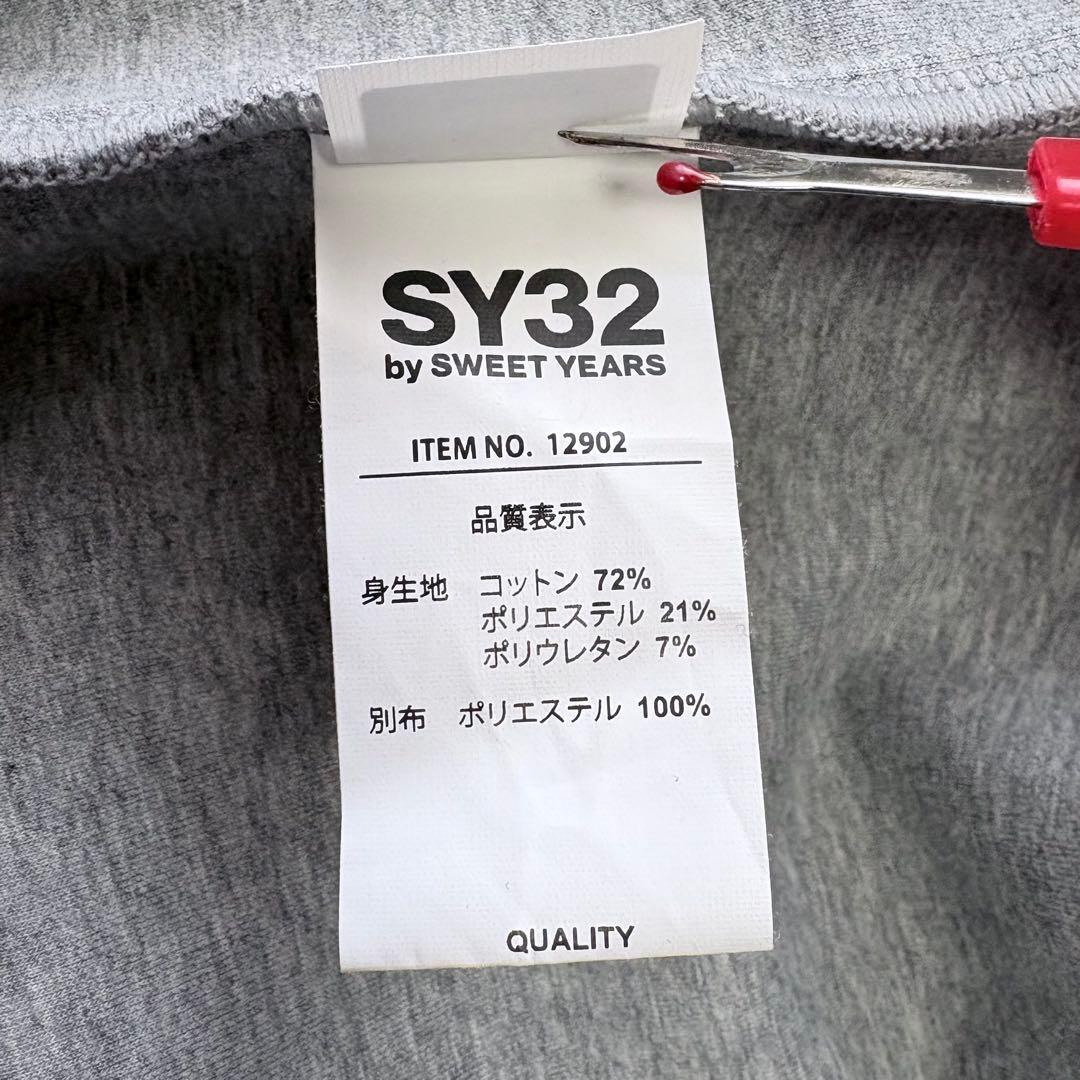 SY32
by SWEET YEARS
ITEM NO. 12902
品質表示
身生地 コットン 72%
ポリエステル 21%
ポリウレタン 7%
別布 ポリエステル 100%
QUALITY